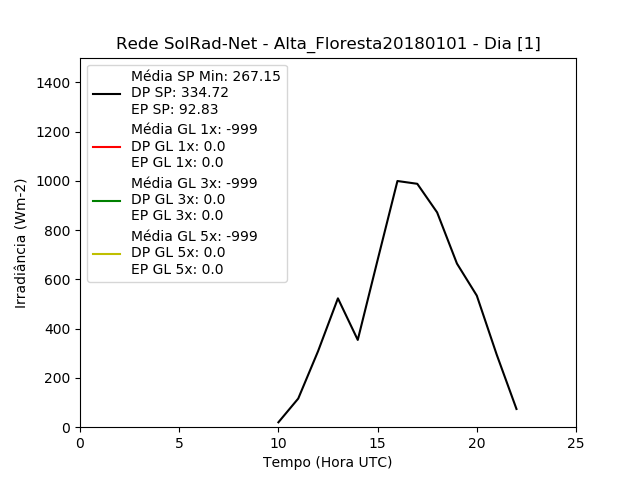 Rede SolRad-Net - Alta_Floresta20180101 - Dia [1]
Média SP Min: 267.15
DP SP: 334.72
EP SP: 92.83
Média GL 1x: -999
DP GL 1x: 0.0
EP GL 1x: 0.0
Média GL 3x: -999
DP GL 3x: 0.0
EP GL 3x: 0.0
Média GL 5x: -999
DP GL 5x: 0.0
EP GL 5x: 0.0
Irradiância (Wm-2)
1400
1200
1000
800
600
400
200
0
0 5 10 15 20 25
Tempo (Hora UTC)